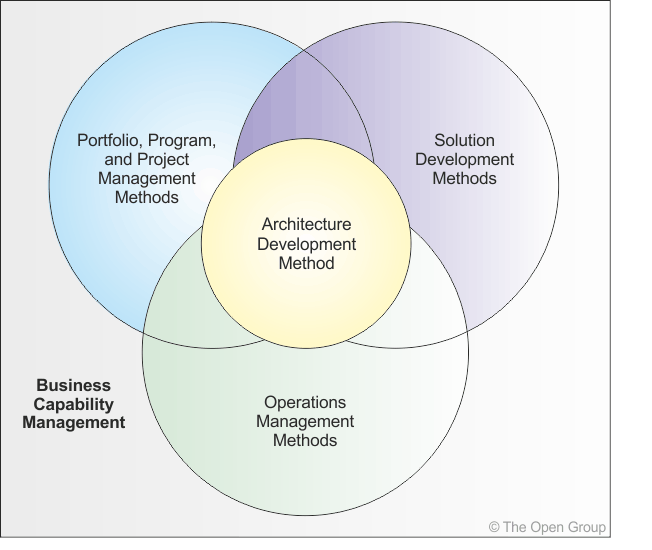 Portfolio, Program,
and Project
Management
Methods
Solution
Development
Methods
Architecture
Development
Method
Business
Capability
Management
Operations
Management
Methods
© The Open Group